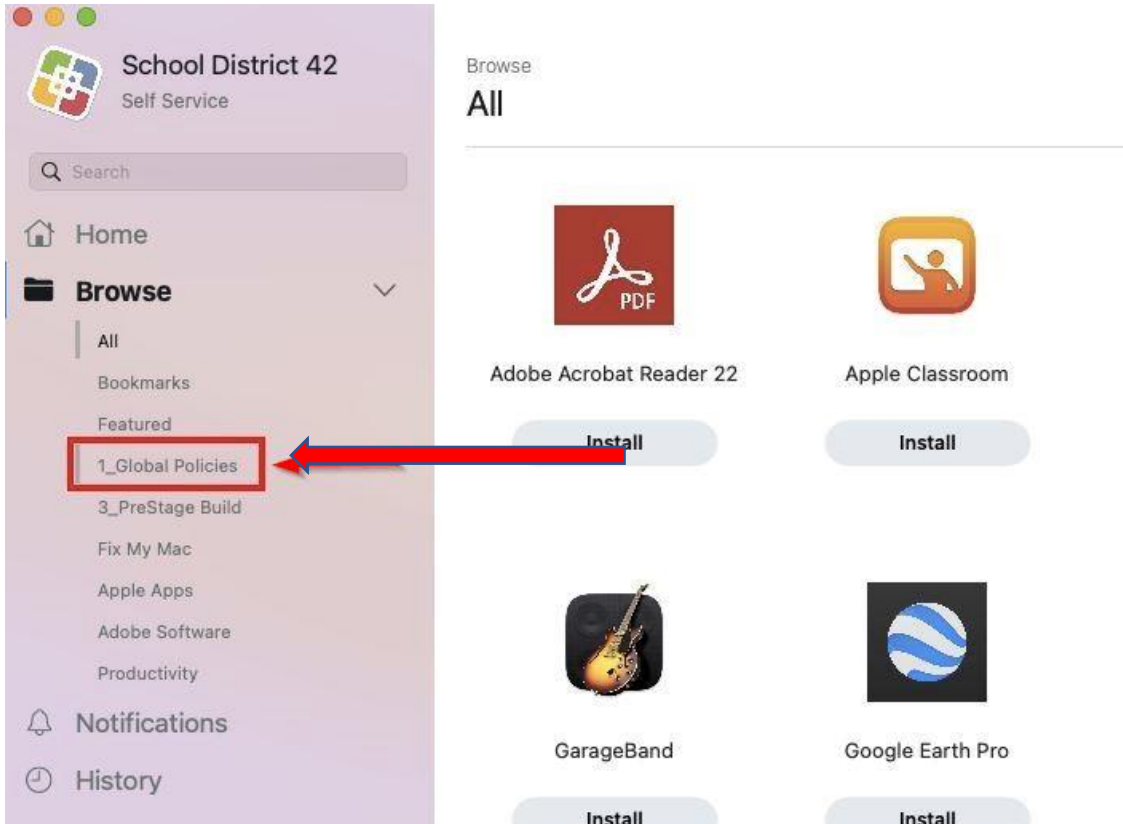 School District 42
Self Service
Search
Home
Browse
All
Bookmarks
Featured
1_Global Policies
3_PreStage Build
Fix My Mac
Apple Apps
Adobe Software
Productivity
Notifications
History
Browse
All
PDF
Adobe Acrobat Reader 22
Apple Classroom
Install
Install
GarageBand
Google Earth Pro
Install
Install